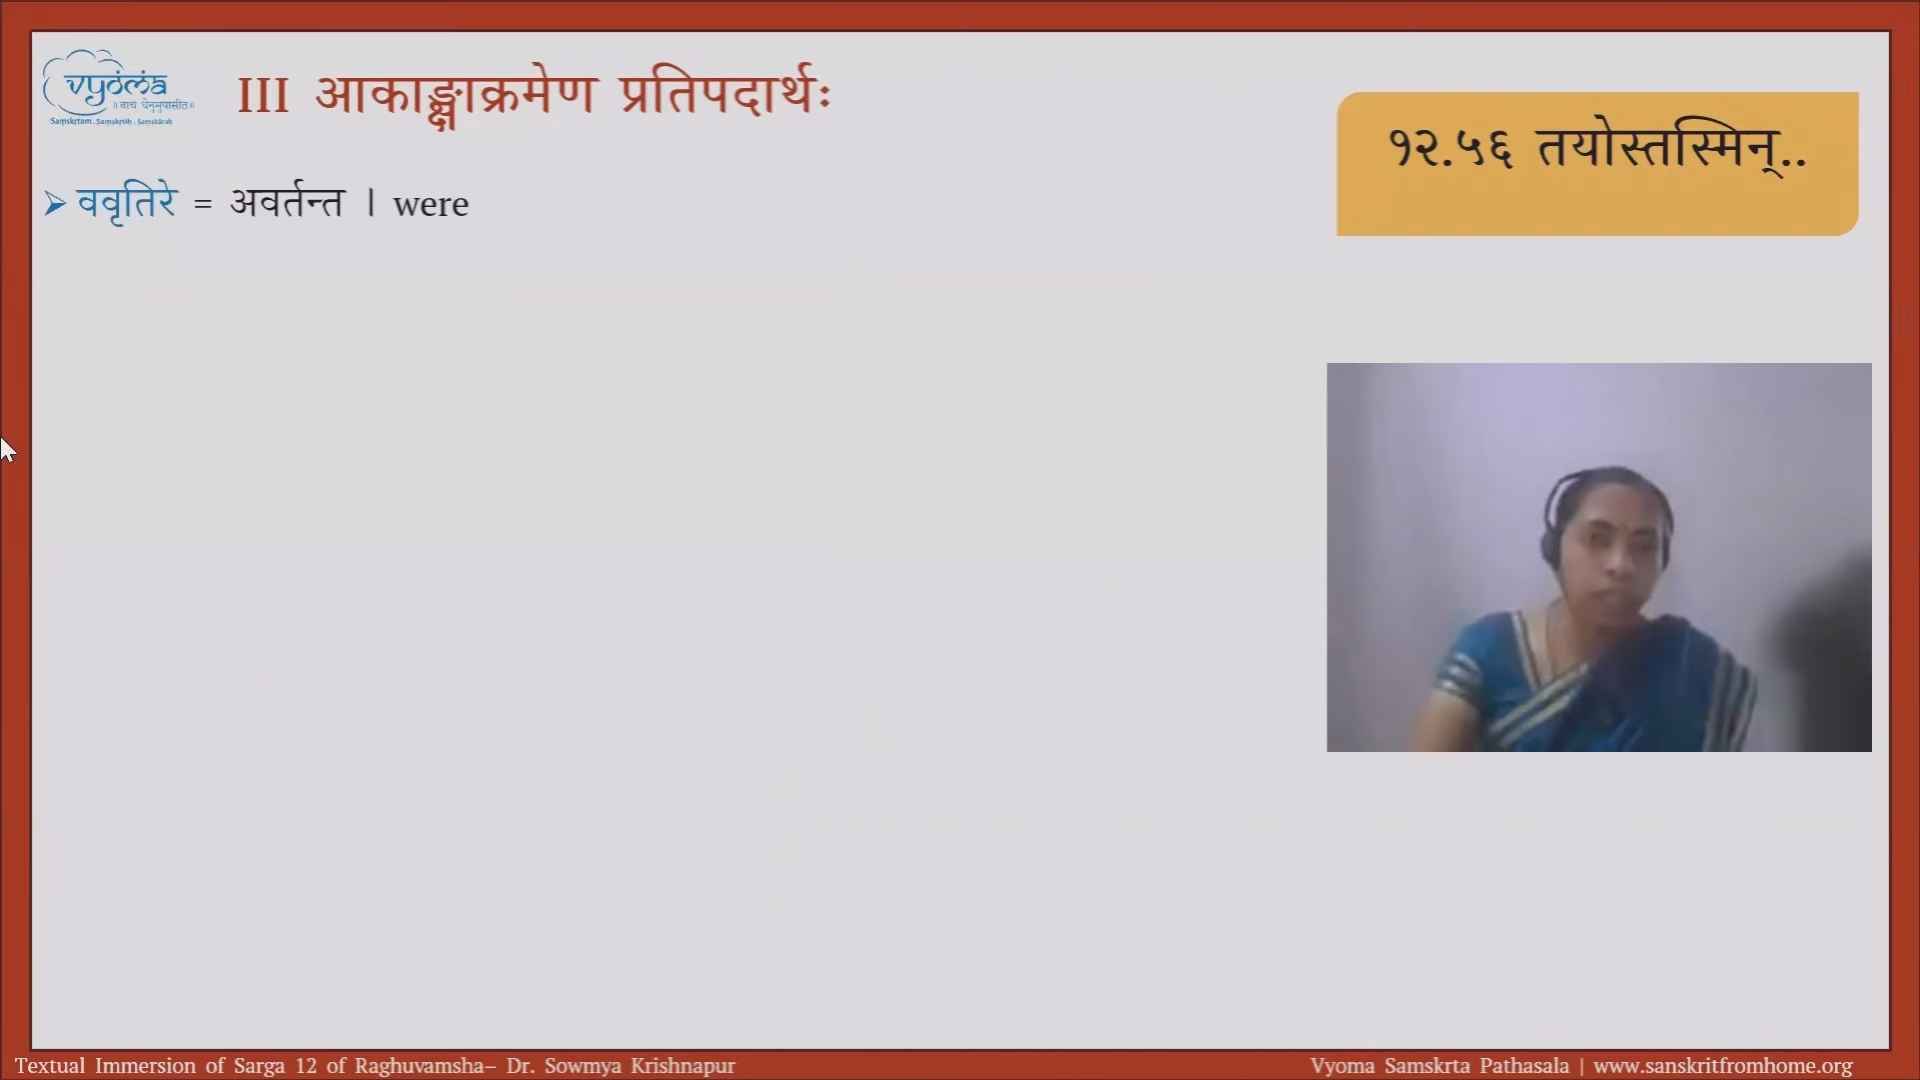 vyoma
॥ वाचं धेनुमुपासीत॥
Saṃskṛtam . Saṃskṛtiḥ . Saṃskāraḥ
III आकाङ्क्षाक्रमेण प्रतिपदार्थः
१२.५६ तयोस्तस्मिन्..
➢ ववृतिरे = अवर्तन्त । were
Textual Immersion of Sarga 12 of Raghuvamsha– Dr. Sowmya Krishnapur
Vyoma Samskrta Pathasala | www.sanskritfromhome.org